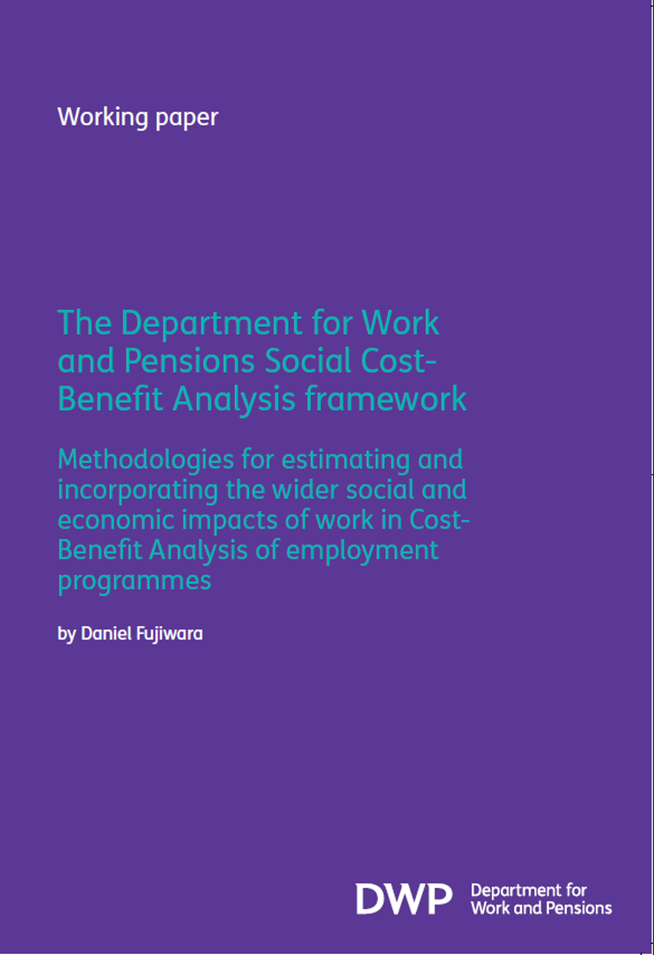 Working paper
The Department for Work
and Pensions Social Cost-
Benefit Analysis framework
Methodologies for estimating and
incorporating the wider social and
economic impacts of work in Cost-
Benefit Analysis of employment
programmes
by Daniel Fujiwara
DWP
Department for
Work and Pensions